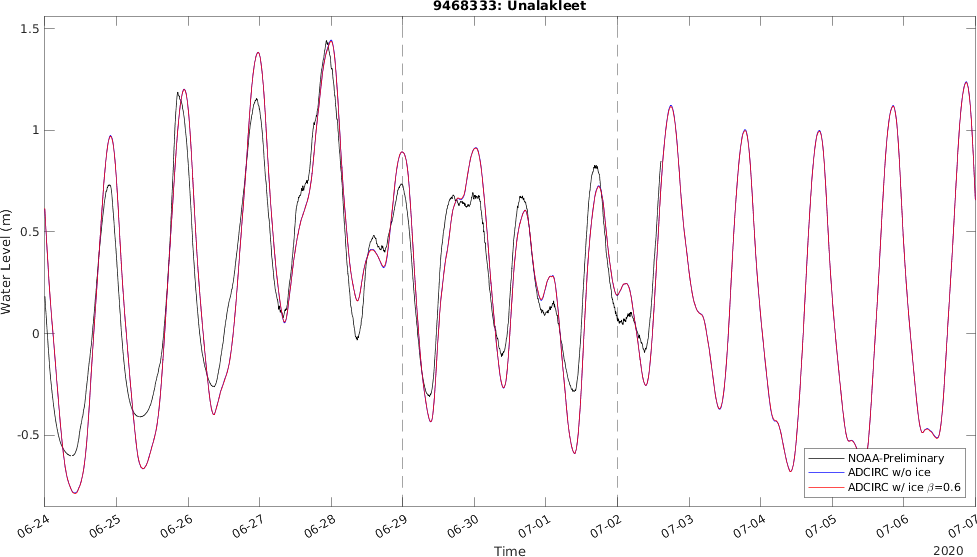 9468333: Unalakleet
1.5
1
0.5
0
-0.5
Water Level (m)
NOAA-Preliminary
ADCIRC w/o ice
ADCIRC w/ ice β=0.6
06-24 06-25 06-26 06-27 06-28 06-29 06-30 07-01 07-02 07-03 07-04 07-05 07-06 07-07
2020
Time